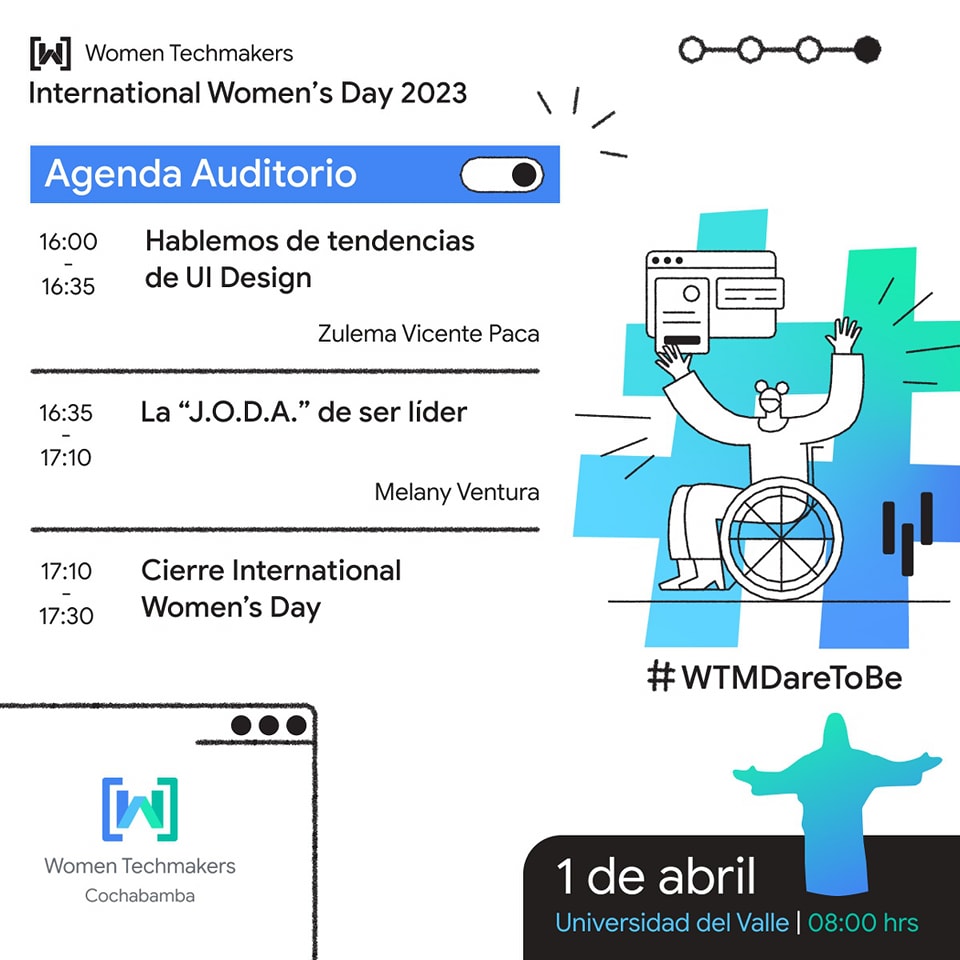 Women Techmakers
International Women's Day 2023
Agenda Auditorio
16:00
-
16:35
Hablemos de tendencias
de UI Design
Zulema Vicente Paca
16:35
-
17:10
La “J.O.D.A.” de ser líder
Melany Ventura
17:10
-
17:30
Cierre International
Women's Day
#WTMDareToBe
Women Techmakers
Cochabamba
1 de abril
Universidad del Valle | 08:00 hrs